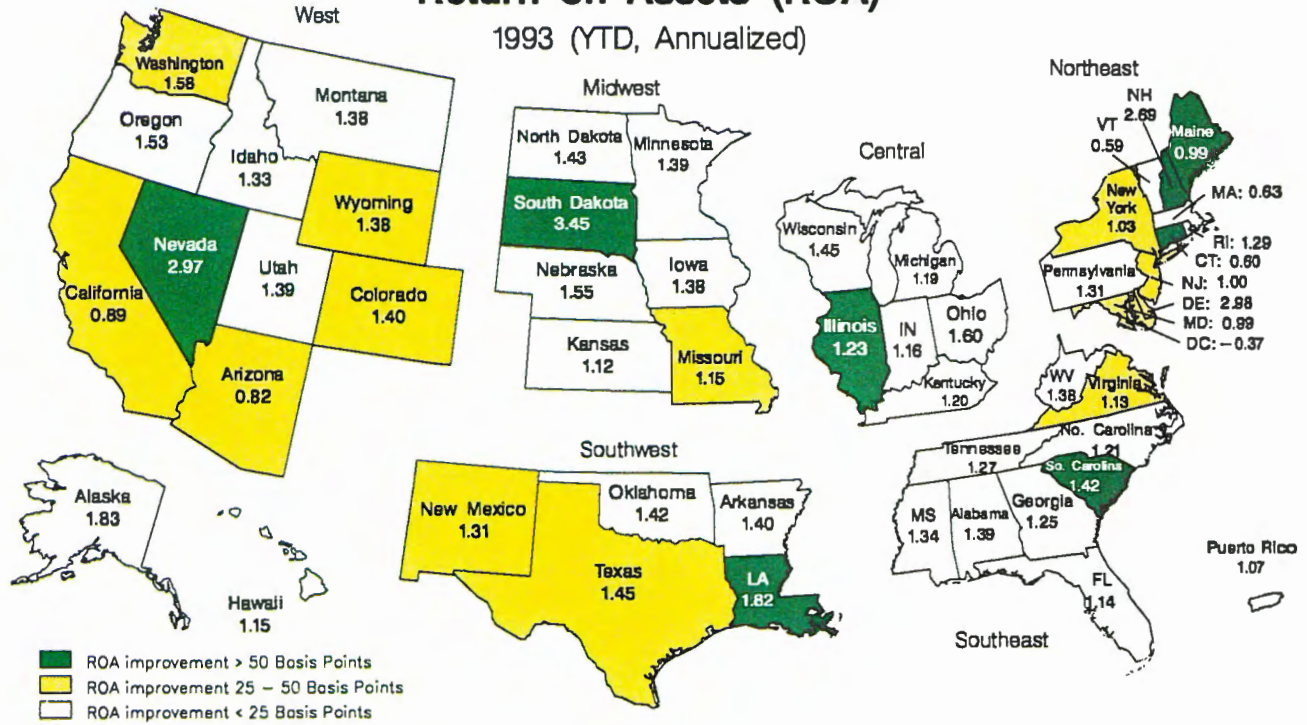 Return on Assets (ROA)
1993 (YTD, Annualized)
West
Washington
1.58
Oregon
1.53
Idaho
1.33
Montana
1.38
Wyoming
1.38
Nevada
2.97
Utah
1.39
California
0.89
Colorado
1.40
Arizona
0.82
Alaska
1.83
Hawaii
1.15
Midwest
North Dakota
1.43
Minnesota
1.39
South Dakota
3.45
Nebraska
1.55
Iowa
1.38
Kansas
1.12
Missouri
1.15
Central
Wisconsin
1.45
Michigan
1.19
Illinois
1.23
IN
1.16
Ohio
1.60
Kentucky
1.20
Northeast
NH
2.69
VT
0.59
Maine
0.99
New
York
1.03
MA: 0.63
RI: 1.29
CT: 0.60
Pennsylvania
1.31
NJ: 1.00
DE: 2.98
MD: 0.99
DC: -0.37
Southwest
New Mexico
1.31
Oklahoma
1.42
Arkansas
1.40
Texas
1.45
LA
1.82
WV
1.38
Virginia
1.13
No. Carolina
1.21
Tennessee
1.27
So. Carolina
1.42
MS
1.34
Alabama
1.39
Georgia
1.25
FL
1.14
Southeast
Puerto Rico
1.07
ROA improvement > 50 Basis Points
ROA improvement 25 - 50 Basis Points
ROA improvement < 25 Basis Points